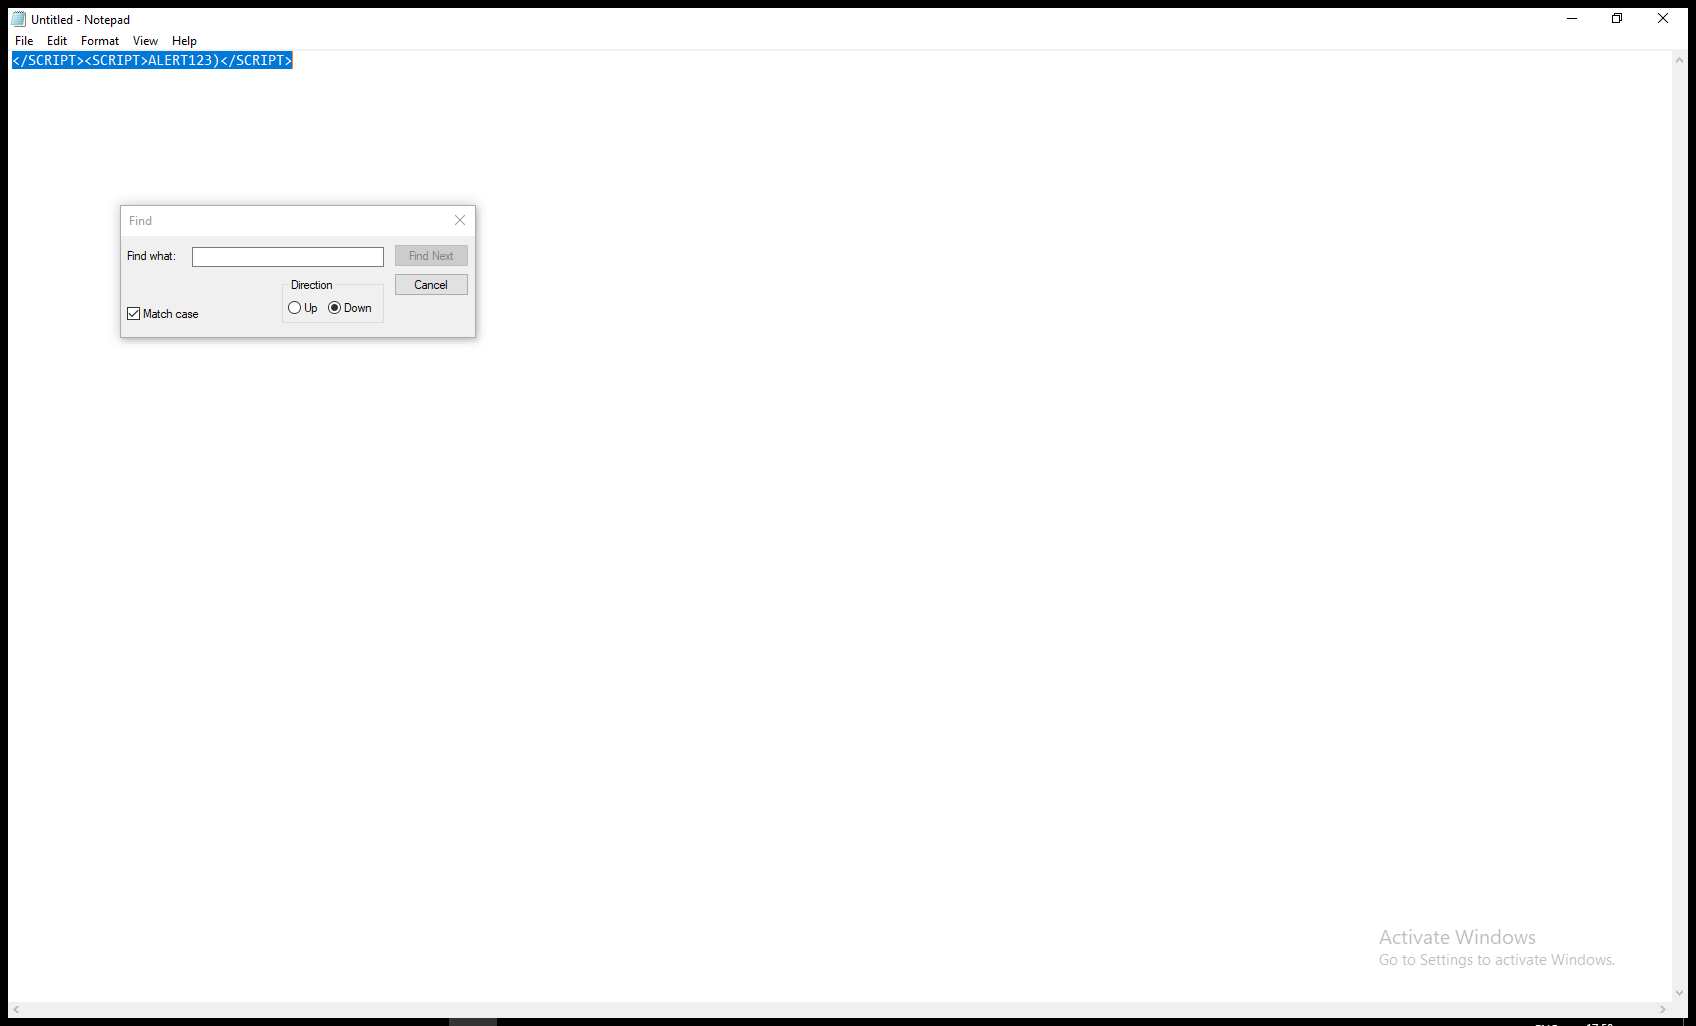 Untitled - Notepad
File Edit Format View Help
</SCRIPT><SCRIPT>ALERT123)</SCRIPT>
Find
Find what:
Find Next
Direction
Cancel
Up Down
Match case
Activate Windows
Go to Settings to activate Windows.